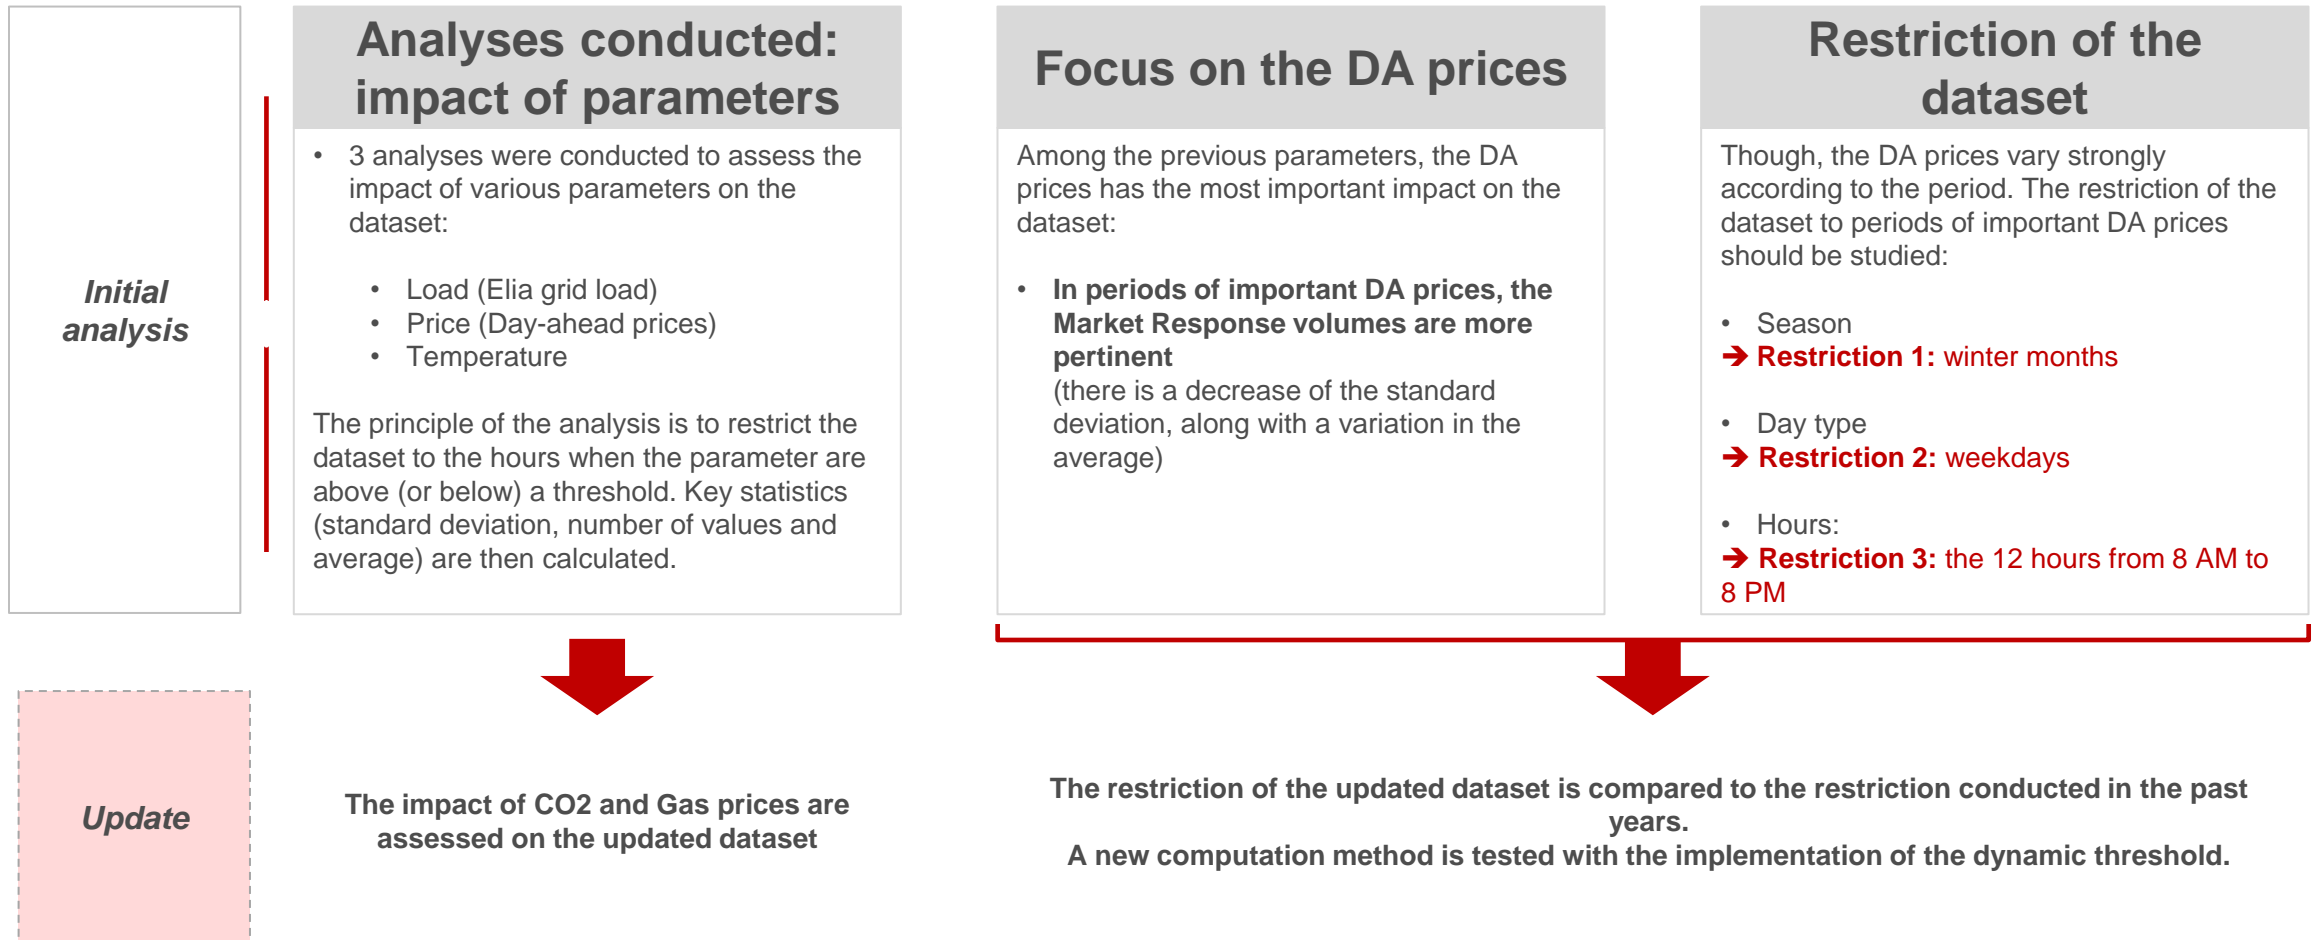 Initial
analysis
Analyses conducted:
impact of parameters
• 3 analyses were conducted to assess the
impact of various parameters on the
dataset:
• Load (Elia grid load)
• Price (Day-ahead prices)
• Temperature
The principle of the analysis is to restrict the
dataset to the hours when the parameter are
above (or below) a threshold. Key statistics
(standard deviation, number of values and
average) are then calculated.
Focus on the DA prices
Among the previous parameters, the DA
prices has the most important impact on the
dataset:
• In periods of important DA prices, the
Market Response volumes are more
pertinent
(there is a decrease of the standard
deviation, along with a variation in the
average)
Restriction of the
dataset
Though, the DA prices vary strongly
according to the period. The restriction of the
dataset to periods of important DA prices
should be studied:
• Season
➔ Restriction 1: winter months
• Day type
➔ Restriction 2: weekdays
• Hours:
➔ Restriction 3: the 12 hours from 8 AM to
8 PM
Update
The impact of CO2 and Gas prices are
assessed on the updated dataset
The restriction of the updated dataset is compared to the restriction conducted in the past
years.
A new computation method is tested with the implementation of the dynamic threshold.